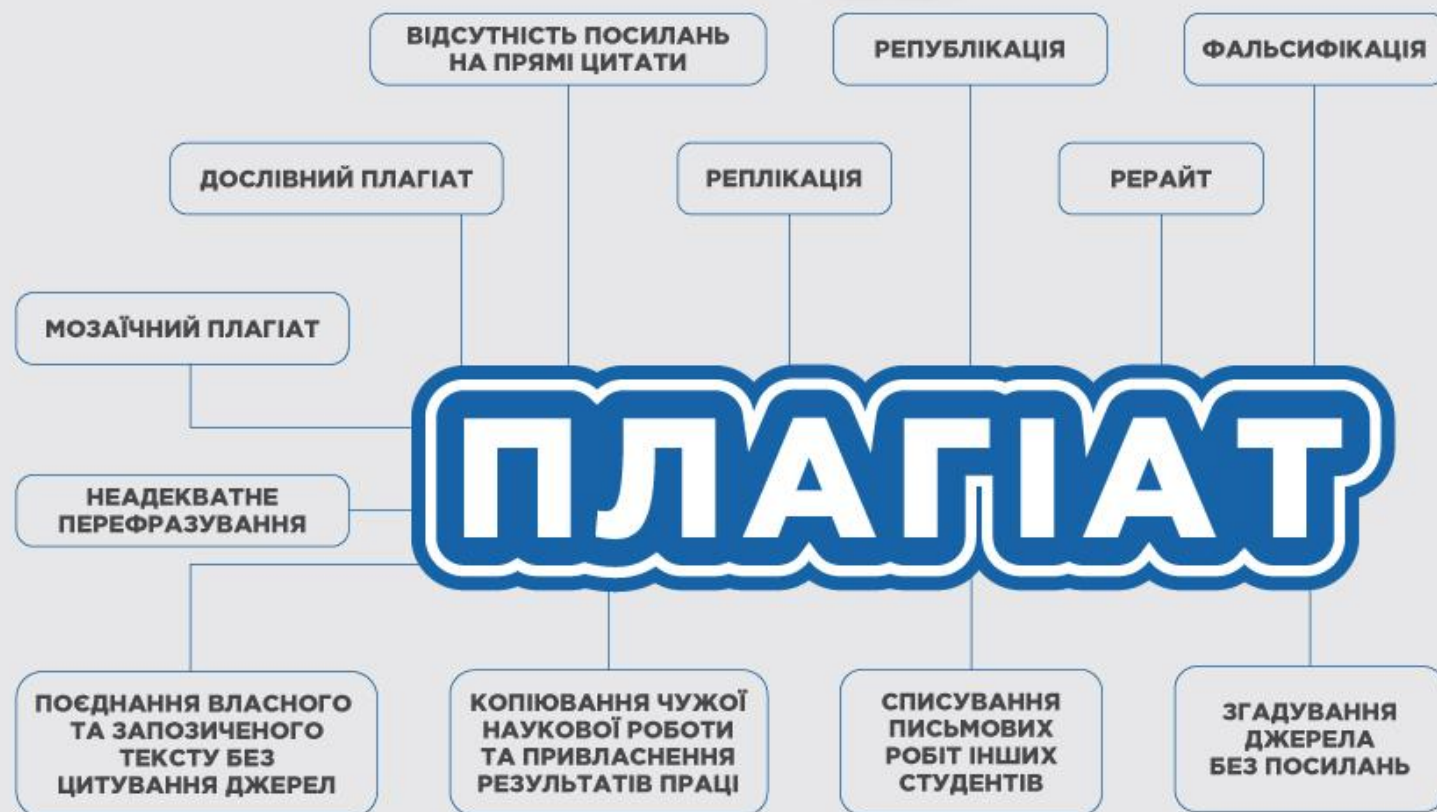 ВІДСУТНІСТЬ ПОСИЛАНЬ
НА ПРЯМІ ЦИТАТИ
РЕПУБЛІКАЦІЯ
ФАЛЬСИФІКАЦІЯ
ДОСЛІВНИЙ ПЛАГІАТ
РЕПЛІКАЦІЯ
РЕРАЙТ
МОЗАЇЧНИЙ ПЛАГІАТ
ПЛАГІАТ
НЕАДЕКВАТНЕ
ПЕРЕФРАЗУВАННЯ
ПОЄДНАННЯ ВЛАСНОГО
ТА ЗАПОЗИЧЕНОГО
ТЕКСТУ БЕЗ
ЦИТУВАННЯ ДЖЕРЕЛ
КОПІЮВАННЯ ЧУЖОЇ
НАУКОВОЇ РОБОТИ
ТА ПРИВЛАСНЕННЯ
РЕЗУЛЬТАТІВ ПРАЦІ
СПИСУВАННЯ
ПИСЬМОВИХ
РОБІТ ІНШИХ
СТУДЕНТІВ
ЗГАДУВАННЯ
ДЖЕРЕЛА
БЕЗ ПОСИЛАНЬ